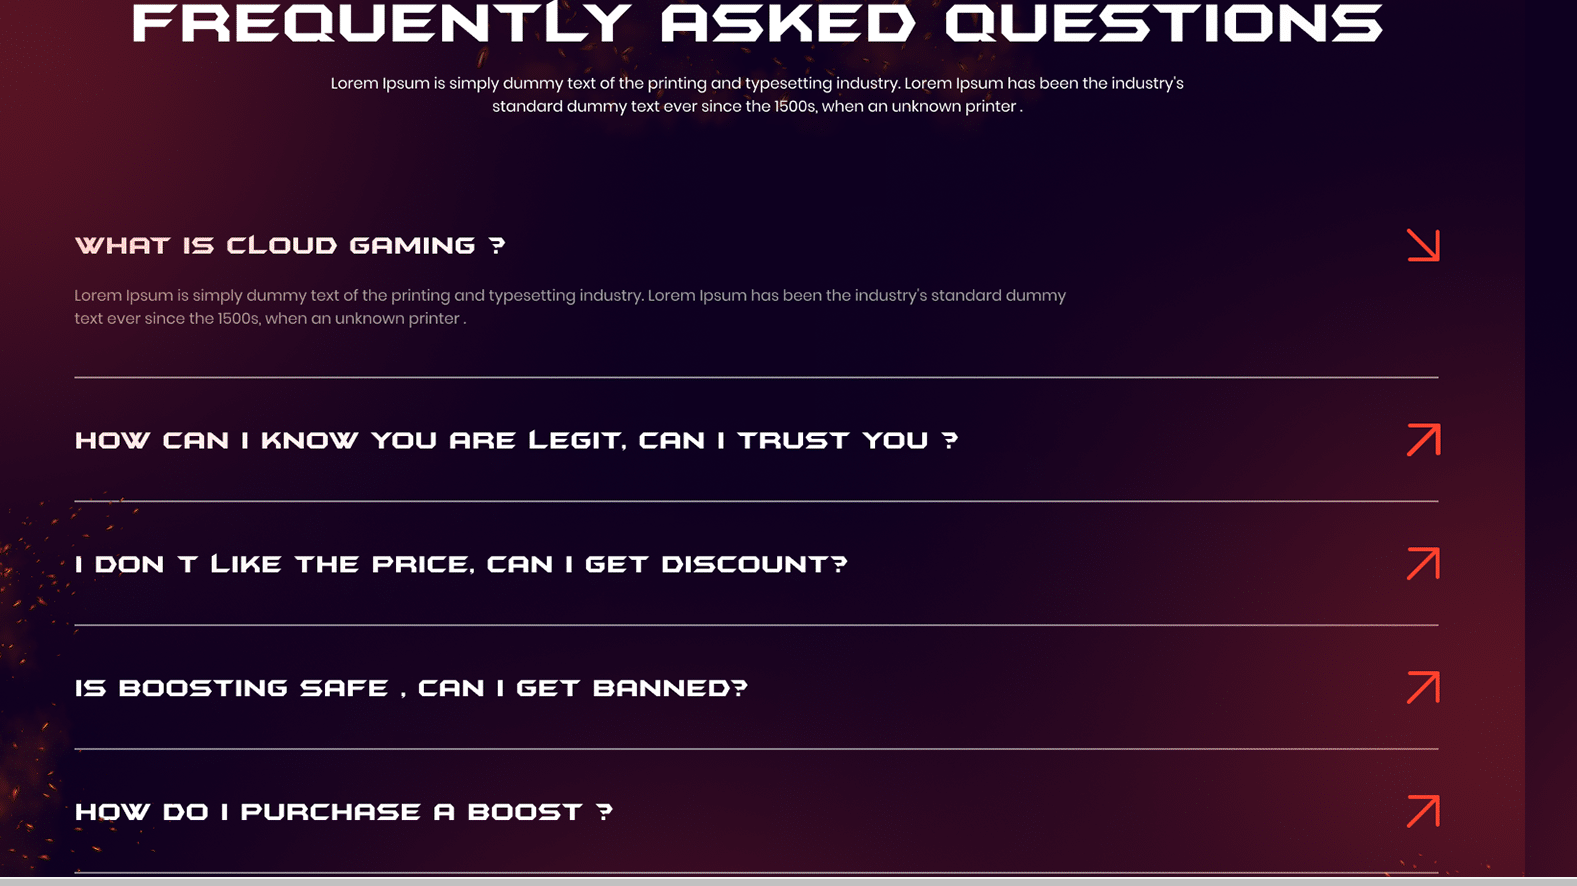 FREQUENTLY ASKED QUESTIONS
Lorem Ipsum is simply dummy text of the printing and typesetting industry. Lorem Ipsum has been the industry's
standard dummy text ever since the 1500s, when an unknown printer .
WHAT IS CLOUD GAMING ?
Lorem Ipsum is simply dummy text of the printing and typesetting industry. Lorem Ipsum has been the industry's standard dummy
text ever since the 1500s, when an unknown printer .
HOW CAN I KNOW YOU ARE LEGIT, CAN I TRUST YOU ?
I DON T LIKE THE PRICE, CAN I GET DISCOUNT?
IS BOOSTING SAFE , CAN I GET BANNED?
HOW DO I PURCHASE A BOOST ?